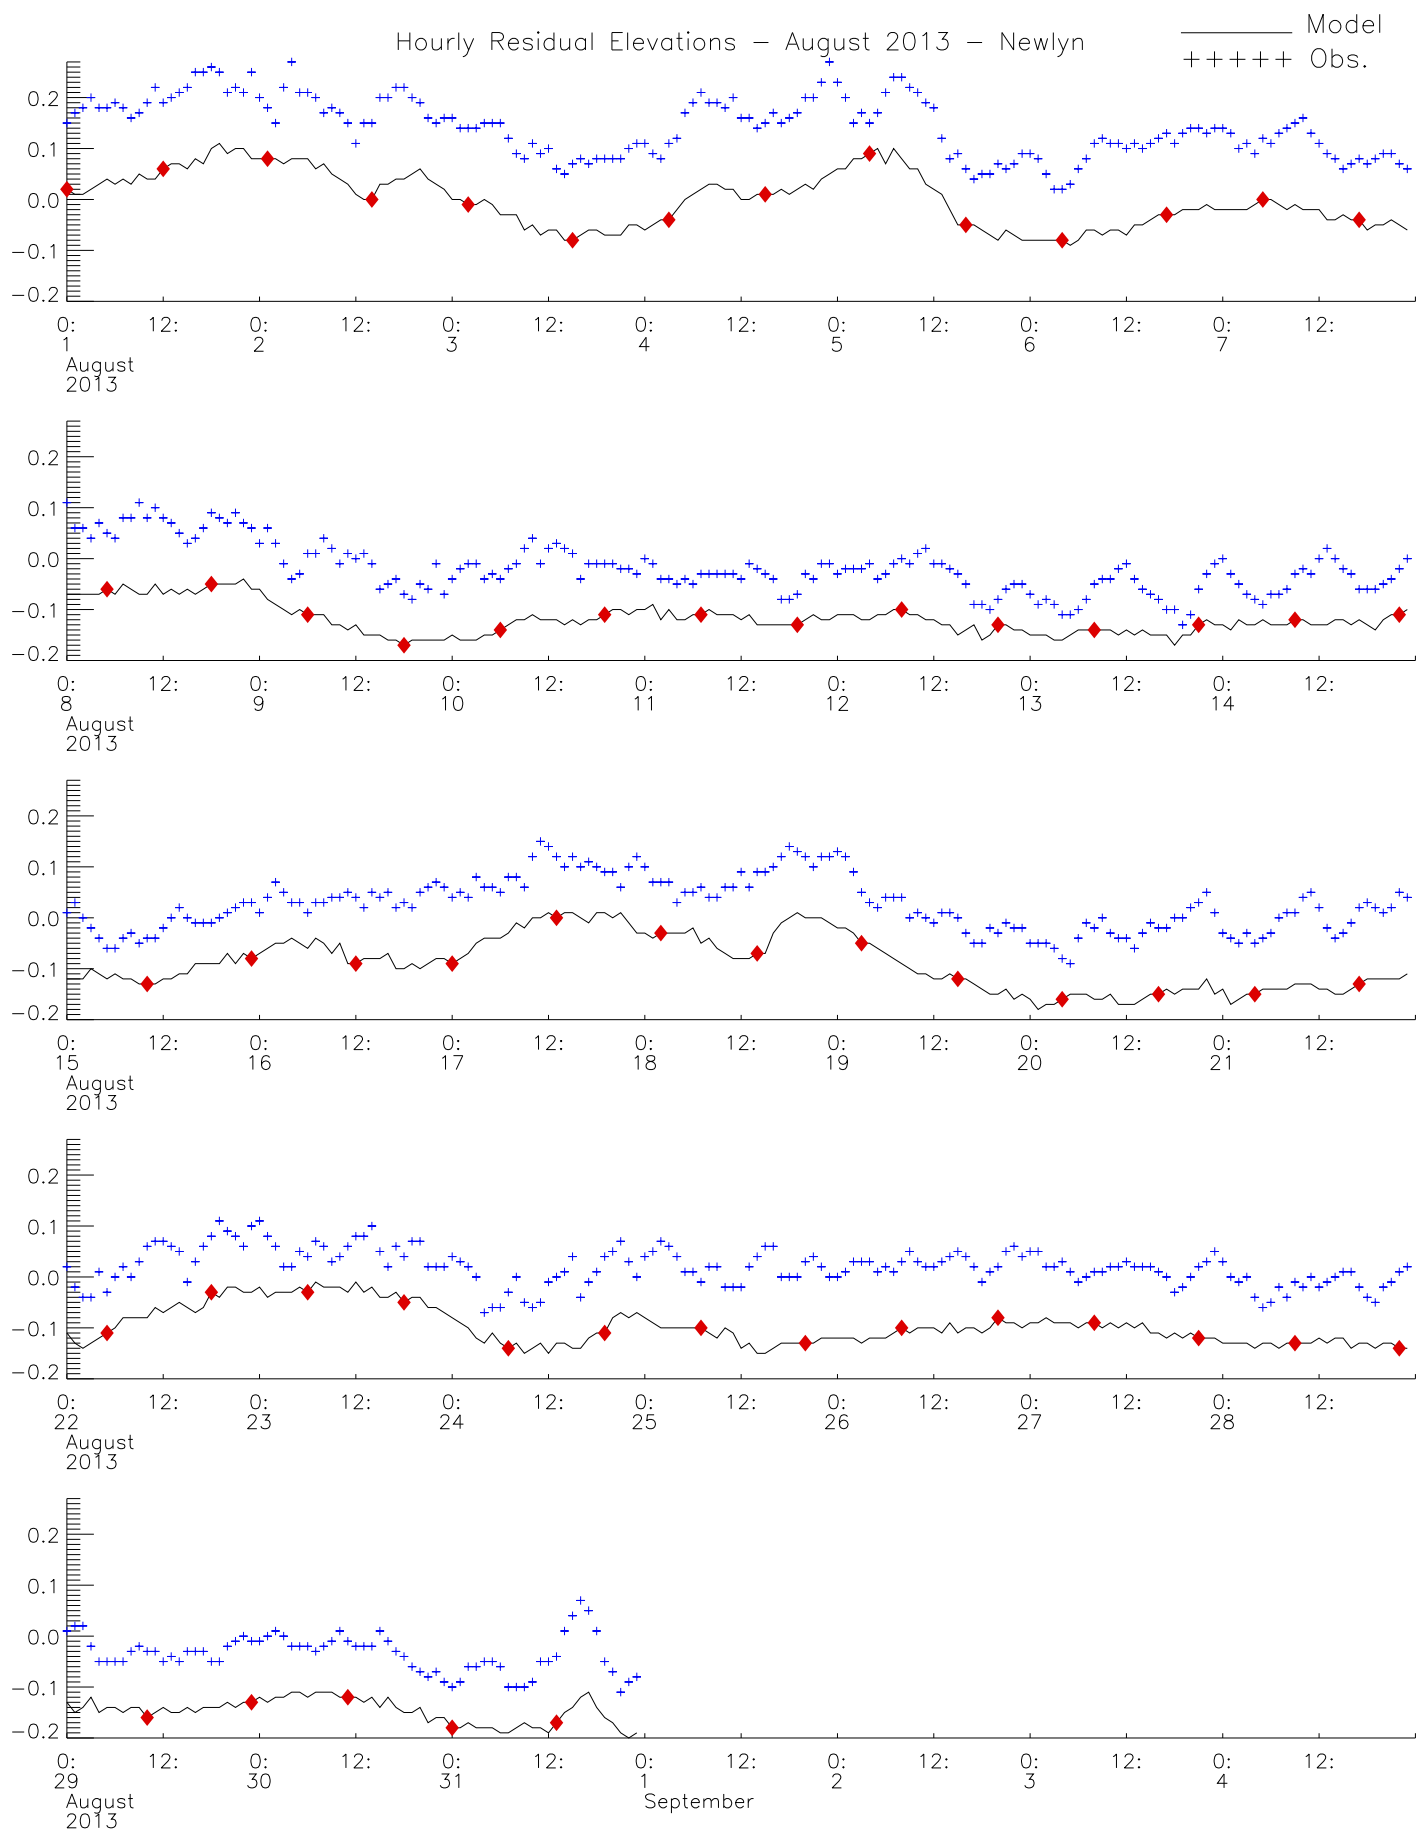 Hourly Residual Elevations – August 2013 – Newlyn
Model
+++++ Obs.
0.2
0.1
0.0
−0.1
−0.2
0: 12: 0: 12: 0: 12: 0: 12: 0: 12: 0: 12: 0: 12:
1 2 3 4 5 6 7
August
2013
0.2
0.1
0.0
−0.1
−0.2
0: 12: 0: 12: 0: 12: 0: 12: 0: 12: 0: 12: 0: 12:
8 9 10 11 12 13 14
August
2013
0.2
0.1
0.0
−0.1
−0.2
0: 12: 0: 12: 0: 12: 0: 12: 0: 12: 0: 12: 0: 12:
15 16 17 18 19 20 21
August
2013
0.2
0.1
0.0
−0.1
−0.2
0: 12: 0: 12: 0: 12: 0: 12: 0: 12: 0: 12: 0: 12:
22 23 24 25 26 27 28
August
2013
0.2
0.1
0.0
−0.1
−0.2
0: 12: 0: 12: 0: 12: 0: 12: 0: 12: 0: 12: 0: 12:
29 30 31 1 2 3 4
August September
2013